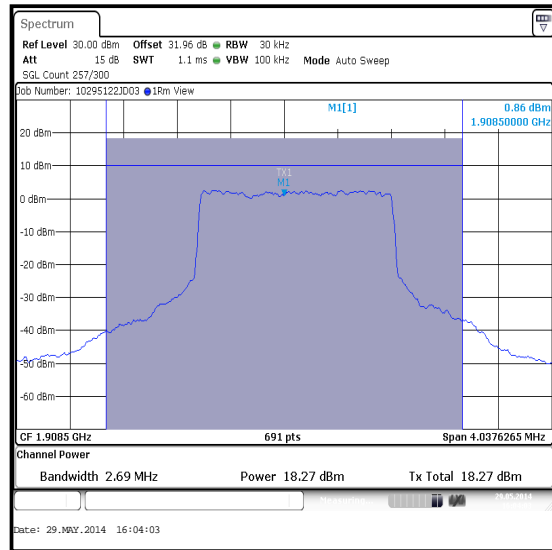 Spectrum
Ref Level 30.00 dBm Offset 31.96 dB RBW 30 kHz
Att 15 dB SWT 1.1 ms VBW 100 kHz Mode Auto Sweep
SGL Count 257/300
Job Number: 10295122JD03 1Rm View
M1[1] 0.86 dBm
1.90850000 GHz
20 dBm
10 dBm
TX1
M1
0 dBm
-10 dBm
-20 dBm
-30 dBm
-40 dBm
-50 dBm
-60 dBm
CF 1.9085 GHz 691 pts Span 4.0376265 MHz
Channel Power
Bandwidth 2.69 MHz Power 18.27 dBm Tx Total 18.27 dBm
Measuring... 29.05.2014
Date: 29.MAY.2014 16:04:03